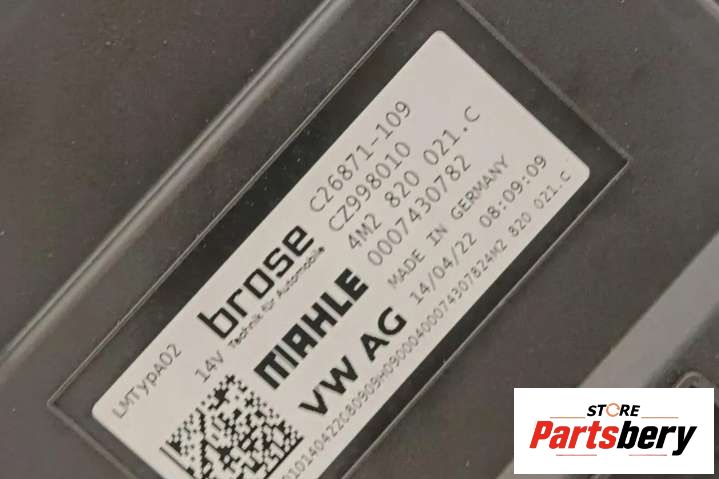 C26871-109
CZ998010
4M2 820 021.C
0007430782
MADE IN GERMANY
14/04/22 08:09:09
brose
Technik für Automobile
MAHLE
VW AG
LMTypA02
14V
STORE
Partsbery